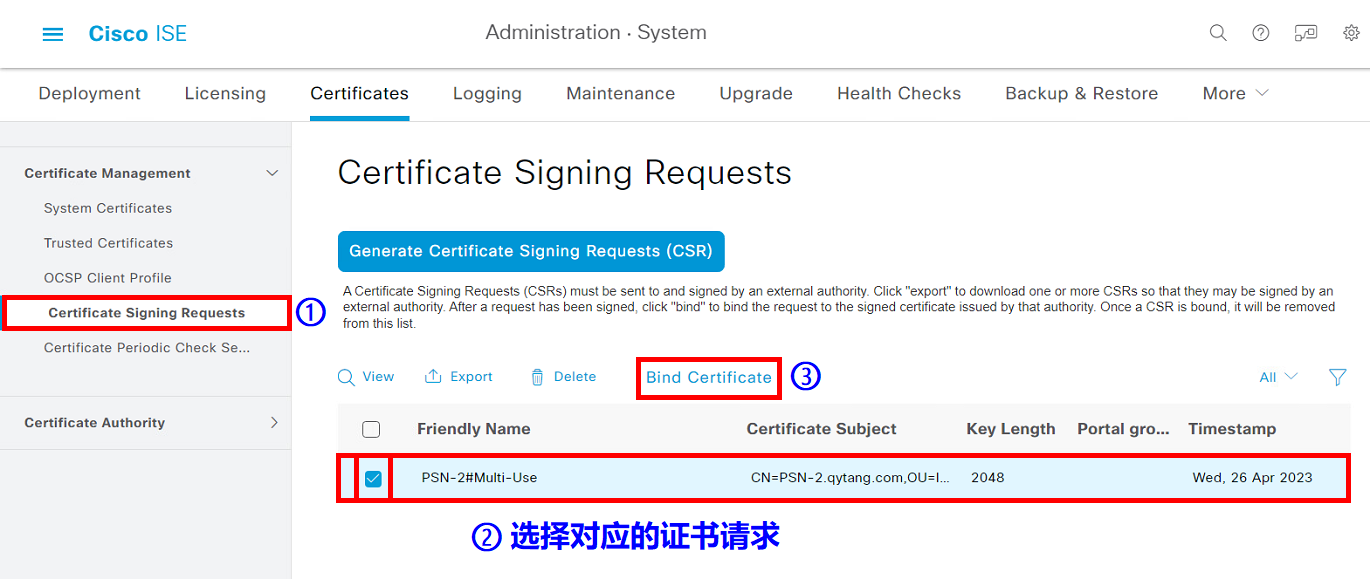 Cisco ISE
Administration · System
Deployment
Licensing
Certificates
Logging
Maintenance
Upgrade
Health Checks
Backup & Restore
More
Certificate Management
System Certificates
Trusted Certificates
OCSP Client Profile
Certificate Signing Requests
①
Certificate Periodic Check Se...
Certificate Authority
Certificate Signing Requests
Generate Certificate Signing Requests (CSR)
A Certificate Signing Requests (CSRs) must be sent to and signed by an external authority. Click "export" to download one or more CSRs so that they may be signed by an
external authority. After a request has been signed, click "bind" to bind the request to the signed certificate issued by that authority. Once a CSR is bound, it will be removed
from this list.
View
Export
Delete
Bind Certificate
③
All
Friendly Name Certificate Subject Key Length Portal gro... Timestamp
PSN-2#Multi-Use CN=PSN-2.qytang.com,OU=I... 2048 Wed, 26 Apr 2023
② 选择对应的证书请求